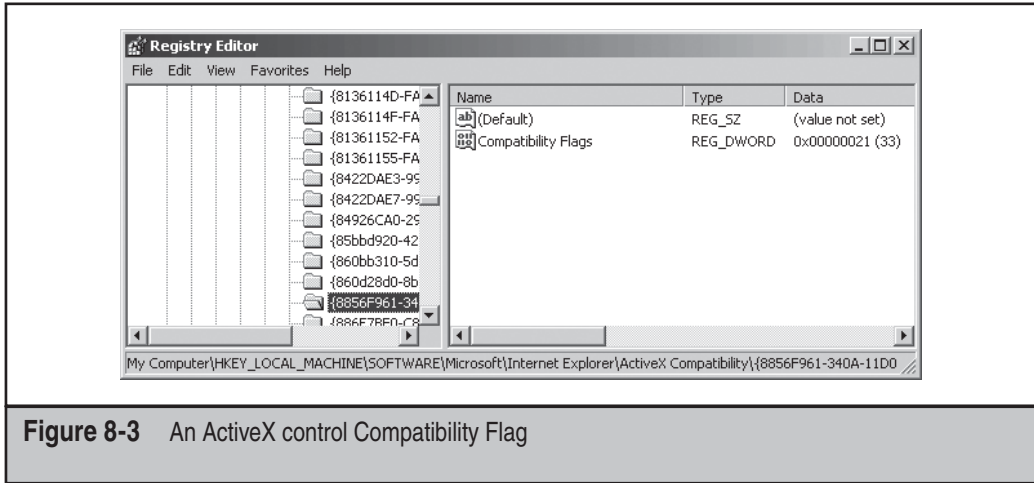 Registry Editor
File Edit View Favorites Help
{8136114D-FA
{8136114F-FA
{81361152-FA
{81361155-FA
{8422DAE3-99
{8422DAE7-99
{84926CA0-29
{85bbd920-42
{860bb310-5d
{860d28d0-8b
{8856F961-34
{886E7BF0-C8
Name Type Data
(Default) REG_SZ (value not set)
Compatibility Flags REG_DWORD 0x00000021 (33)
My Computer\HKEY_LOCAL_MACHINE\SOFTWARE\Microsoft\Internet Explorer\ActiveX Compatibility\{8856F961-340A-11D0
Figure 8-3 An ActiveX control Compatibility Flag